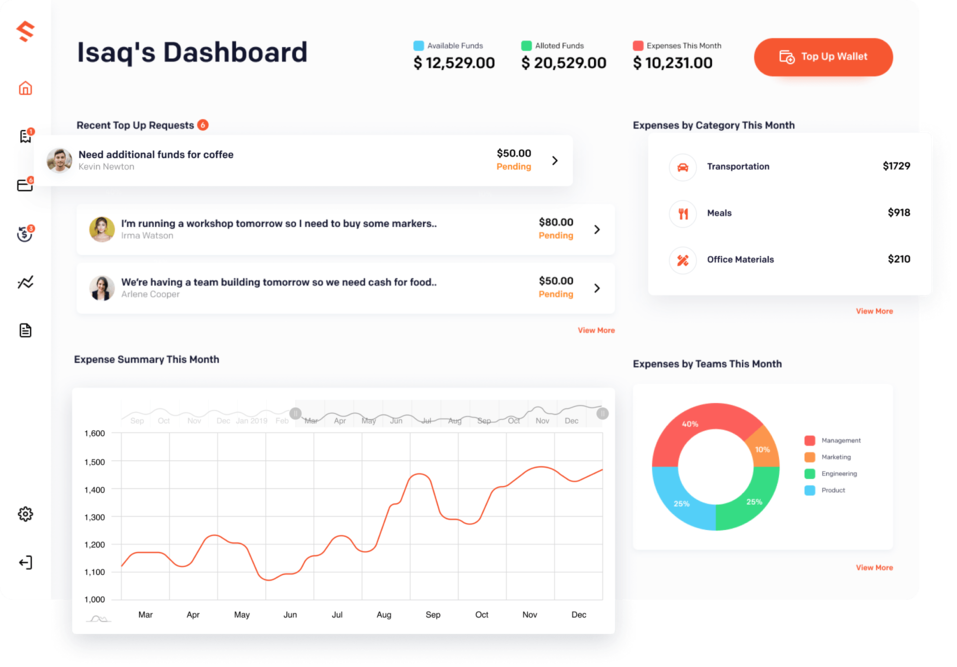 Isaq's Dashboard
Available Funds
$ 12,529.00
Alloted Funds
$ 20,529.00
Expenses This Month
$ 10,231.00
Top Up Wallet
1
6
3
Recent Top Up Requests 6
Need additional funds for coffee
Kevin Newton
$50.00
Pending
I'm running a workshop tomorrow so I need to buy some markers..
Irma Watson
$80.00
Pending
We're having a team building tomorrow so we need cash for food..
Arlene Cooper
$50.00
Pending
View More
Expenses by Category This Month
Transportation $1729
Meals $918
Office Materials $210
View More
Expense Summary This Month
Sep Oct Nov Dec Jan 2019 Feb Mar Apr May Jun Jul Aug Sep Oct Nov Dec
1,600
1,500
1,400
1,300
1,200
1,100
1,000
Mar Apr May Jun Jul Aug Sep Oct Nov Dec
Expenses by Teams This Month
40%
10%
25%
25%
Management
Marketing
Engineering
Product
View More